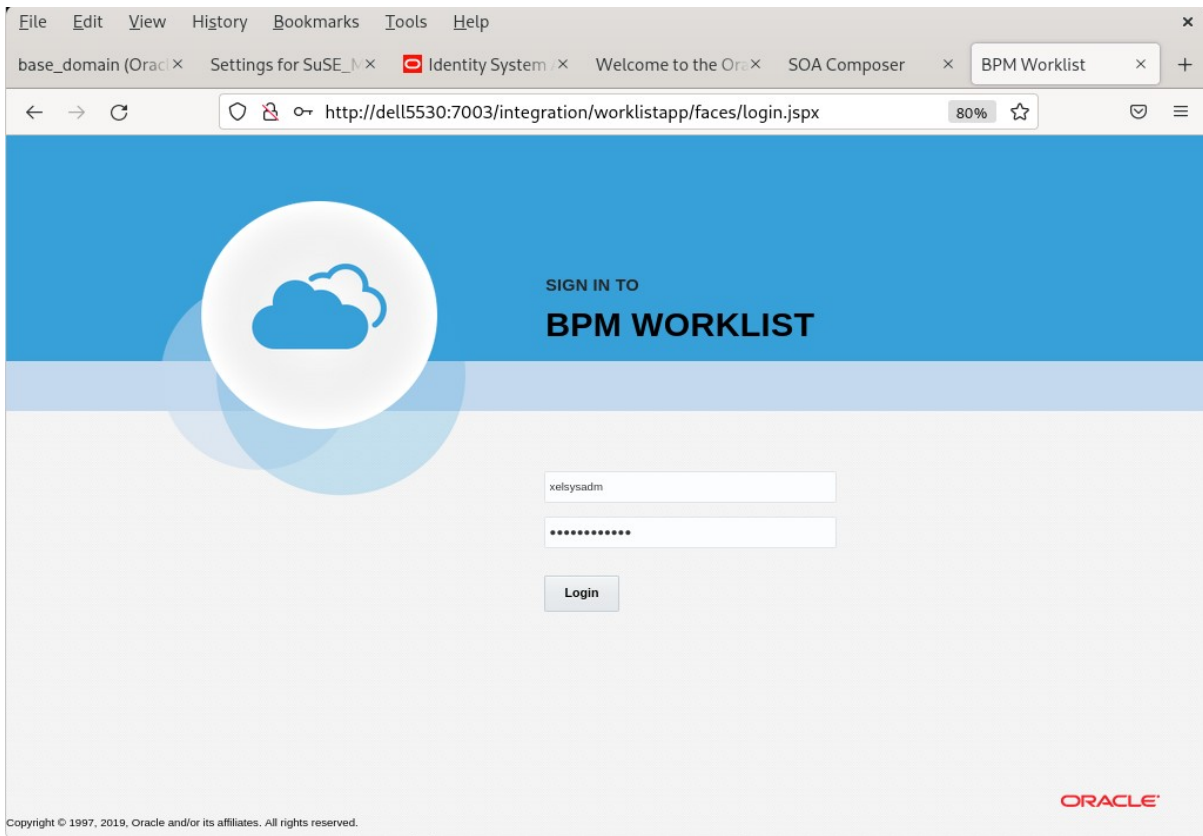 File Edit View History Bookmarks Tools Help
base_domain (Orac Settings for SuSE_M Identity System / Welcome to the Ora SOA Composer BPM Worklist
http://dell5530:7003/integration/worklistapp/faces/login.jspx 80%
SIGN IN TO
BPM WORKLIST
xelsysadm
••••••••••••
Login
ORACLE
Copyright © 1997, 2019, Oracle and/or its affiliates. All rights reserved.